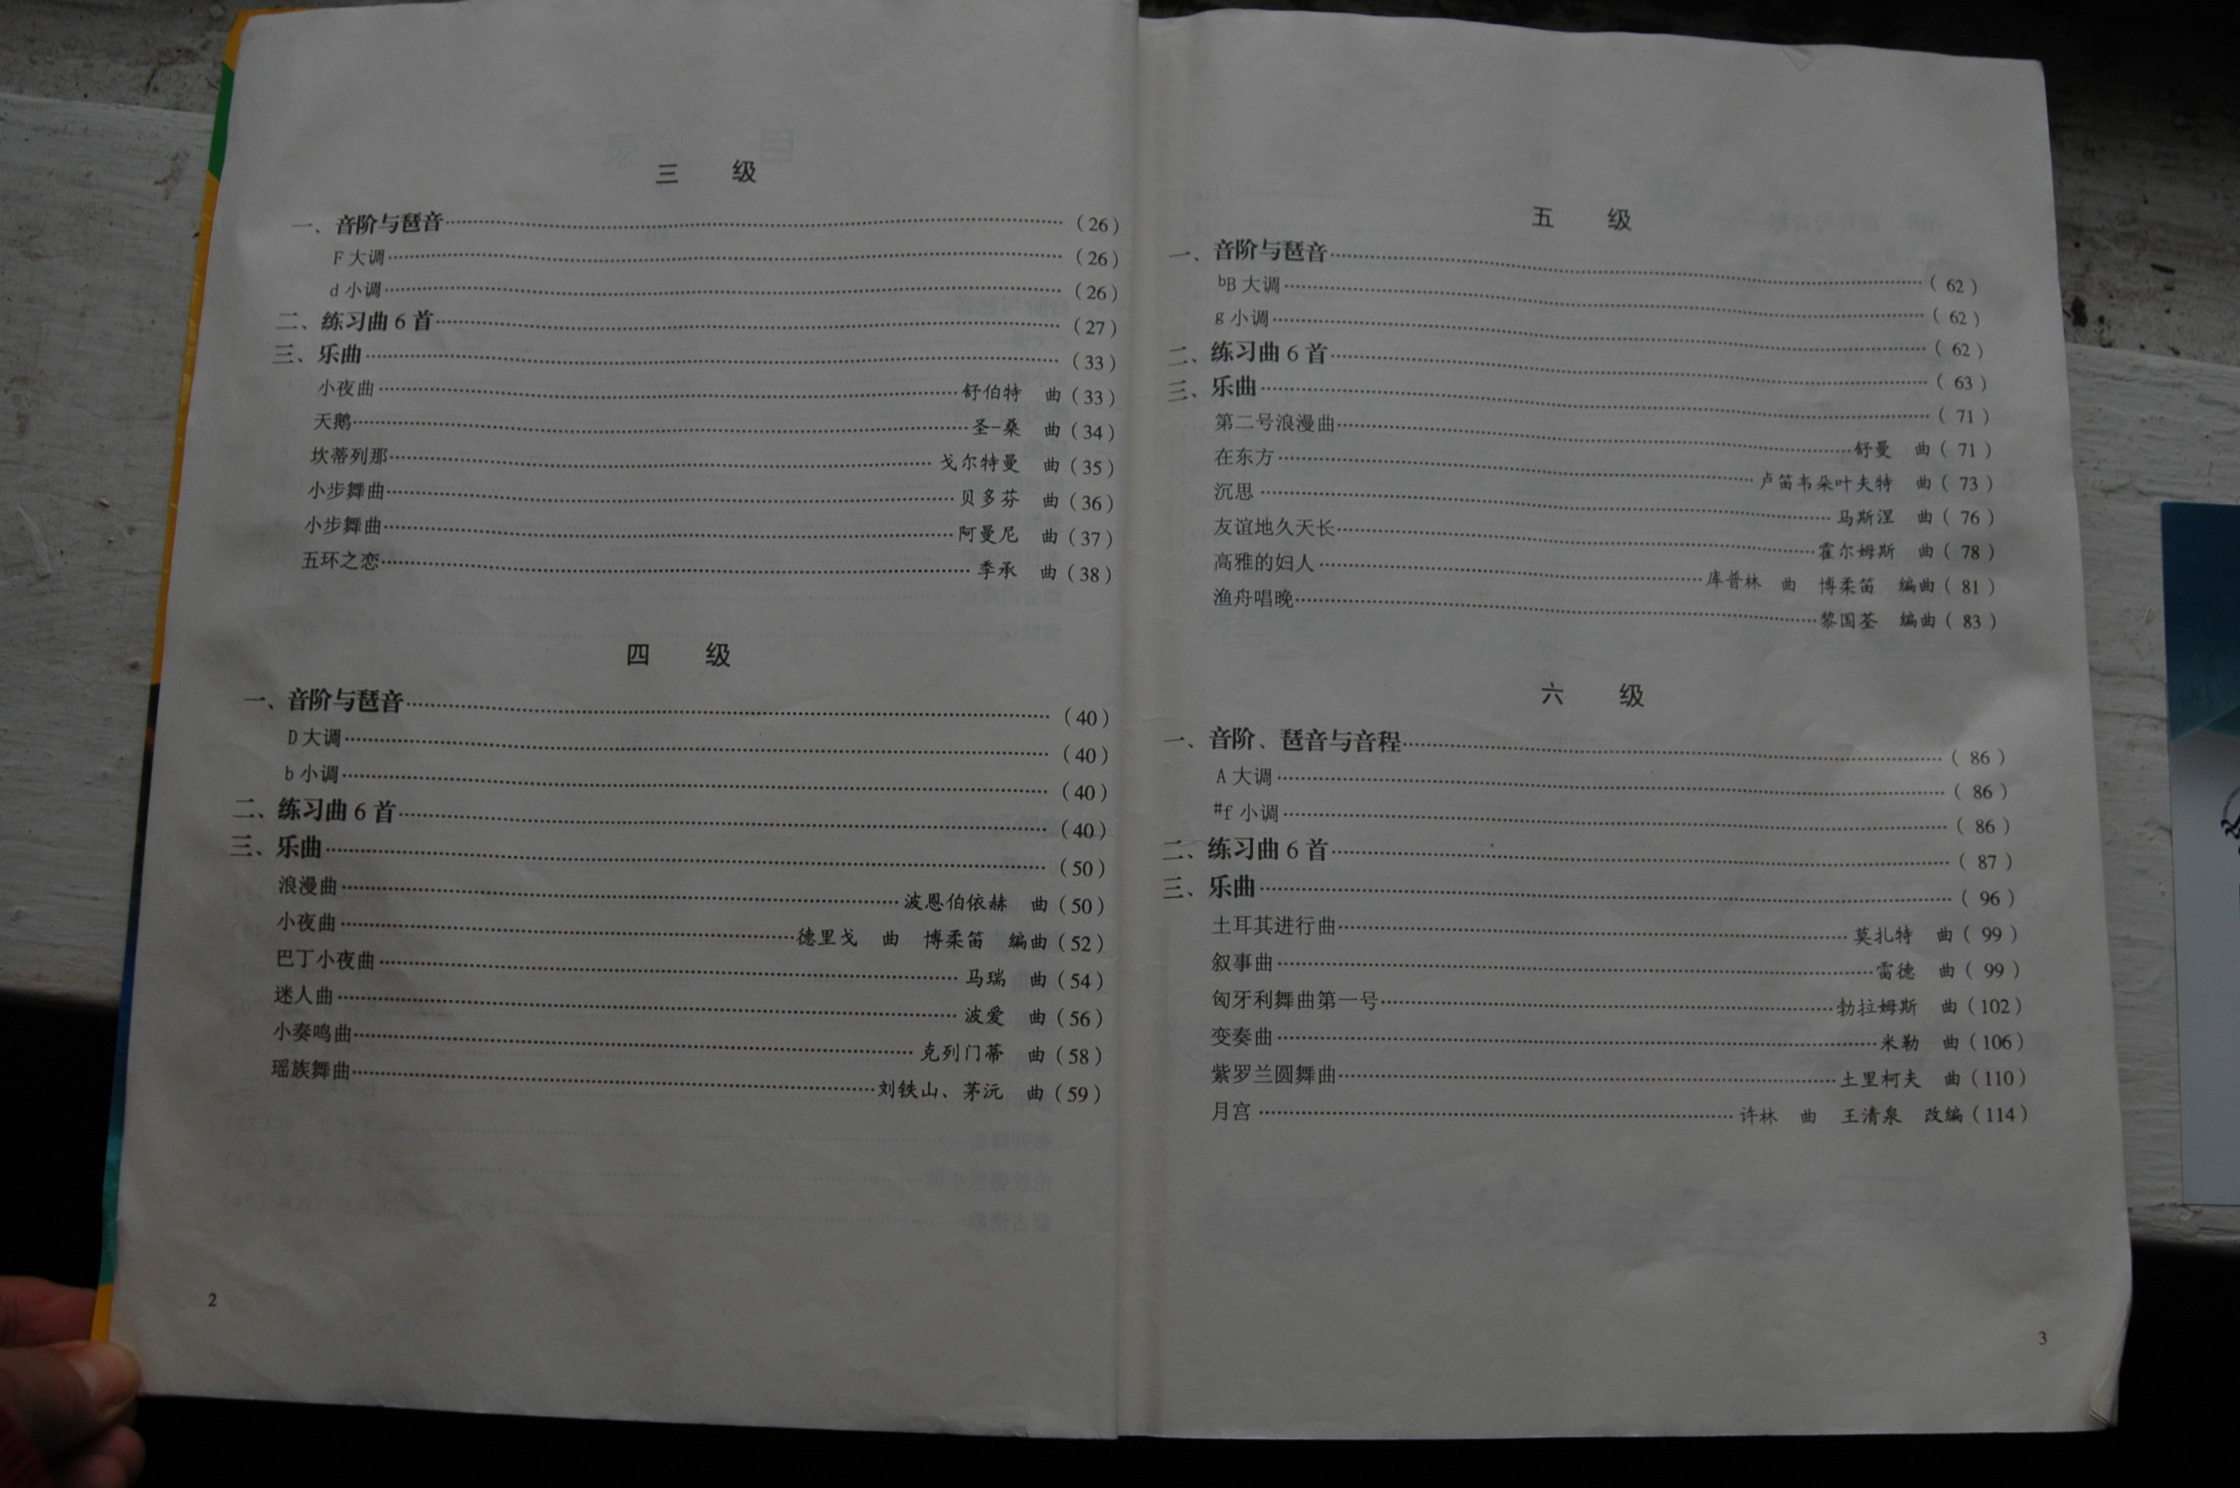 三 级
一、音阶与琶音……(26)
F大调……(26)
d小调……(26)
二、练习曲6首……(27)
三、乐曲……(33)
小夜曲……舒伯特 曲(33)
天鹅……圣-桑 曲(34)
坎蒂列那……戈尔特曼 曲(35)
小步舞曲……贝多芬 曲(36)
小步舞曲……阿曼尼 曲(37)
五环之恋……季承 曲(38)
四 级
一、音阶与琶音……(40)
D大调……(40)
b小调……(40)
二、练习曲6首……(40)
三、乐曲……(50)
浪漫曲……波恩伯依赫 曲(50)
小夜曲……德里戈 曲 博柔笛 编曲(52)
巴丁小夜曲……马瑞 曲(54)
迷人曲……波爱 曲(56)
小奏鸣曲……克列门蒂 曲(58)
瑶族舞曲……刘铁山、茅沅 曲(59)
2
五 级
一、音阶与琶音……(62)
bB大调……(62)
g小调……(62)
二、练习曲6首……(63)
三、乐曲……(71)
第二号浪漫曲……舒曼 曲(71)
在东方……卢笛韦朵叶夫特 曲(73)
沉思……马斯涅 曲(76)
友谊地久天长……霍尔姆斯 曲(78)
高雅的妇人……库普林 曲 博柔笛 编曲(81)
渔舟唱晚……黎国荃 编曲(83)
六 级
一、音阶、琶音与音程……(86)
A大调……(86)
#f小调……(86)
二、练习曲6首……(87)
三、乐曲……(96)
土耳其进行曲……莫扎特 曲(99)
叙事曲……雷德 曲(99)
匈牙利舞曲第一号……勃拉姆斯 曲(102)
变奏曲……米勒 曲(106)
紫罗兰圆舞曲……土里柯夫 曲(110)
月宫……许林 曲 王清泉 改编(114)
3